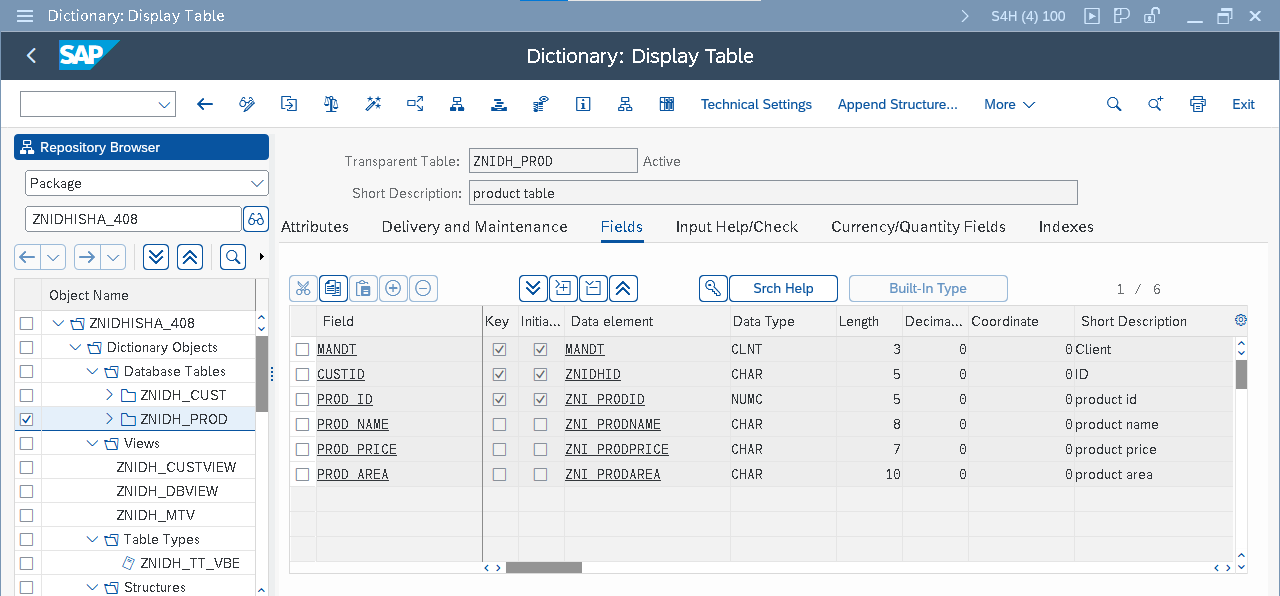 Dictionary: Display Table
S4H (4) 100
SAP
Dictionary: Display Table
Technical Settings
Append Structure...
More
Exit
Repository Browser
Package
ZNIDHISHA_408
Object Name
ZNIDHISHA_408
Dictionary Objects
Database Tables
ZNIDH_CUST
ZNIDH_PROD
Views
ZNIDH_CUSTVIEW
ZNIDH_DBVIEW
ZNIDH_MTV
Table Types
ZNIDH_TT_VBE
Structures
Transparent Table: ZNIDH_PROD Active
Short Description: product table
Attributes Delivery and Maintenance Fields Input Help/Check Currency/Quantity Fields Indexes
Srch Help Built-In Type 1 / 6
Field Key Initia... Data element Data Type Length Decima... Coordinate Short Description
MANDT MANDT CLNT 3 0 0 Client
CUSTID ZNIDHID CHAR 5 0 0 ID
PROD_ID ZNI_PRODID NUMC 5 0 0 product id
PROD_NAME ZNI_PRODNAME CHAR 8 0 0 product name
PROD_PRICE ZNI_PRODPRICE CHAR 7 0 0 product price
PROD_AREA ZNI_PRODAREA CHAR 10 0 0 product area